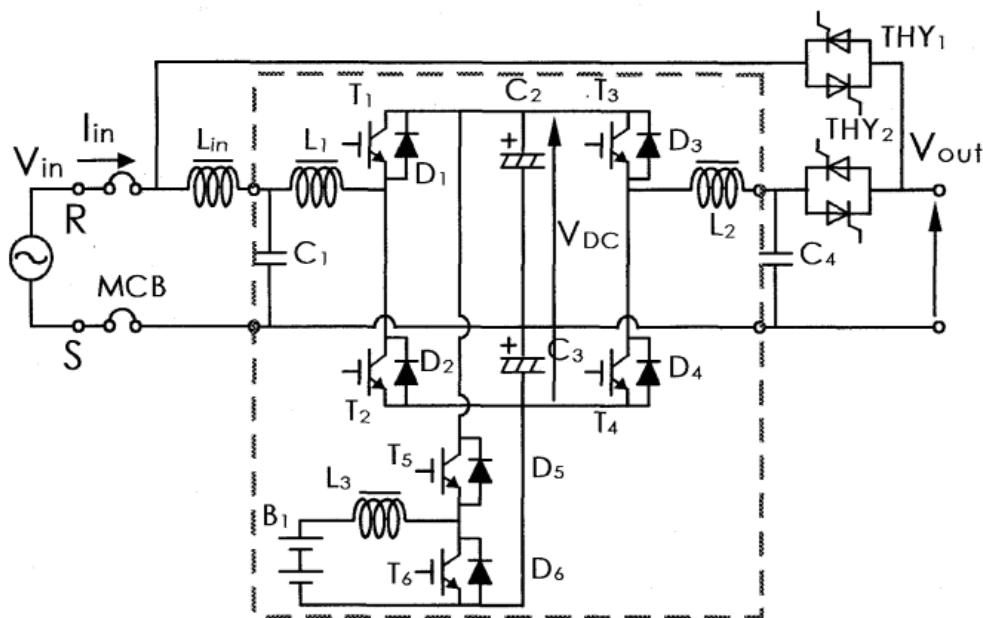 T₁
C₂
T₃
THY₁
Vin
Iin
Lin
L₁
D₁
D₃
THY₂
Vout
R
VDC
L₂
C₁
C₄
MCB
S
D₂
C₃
D₄
T₂
T₄
T₅
D₅
L₃
B₁
T₆
D₆
+
+